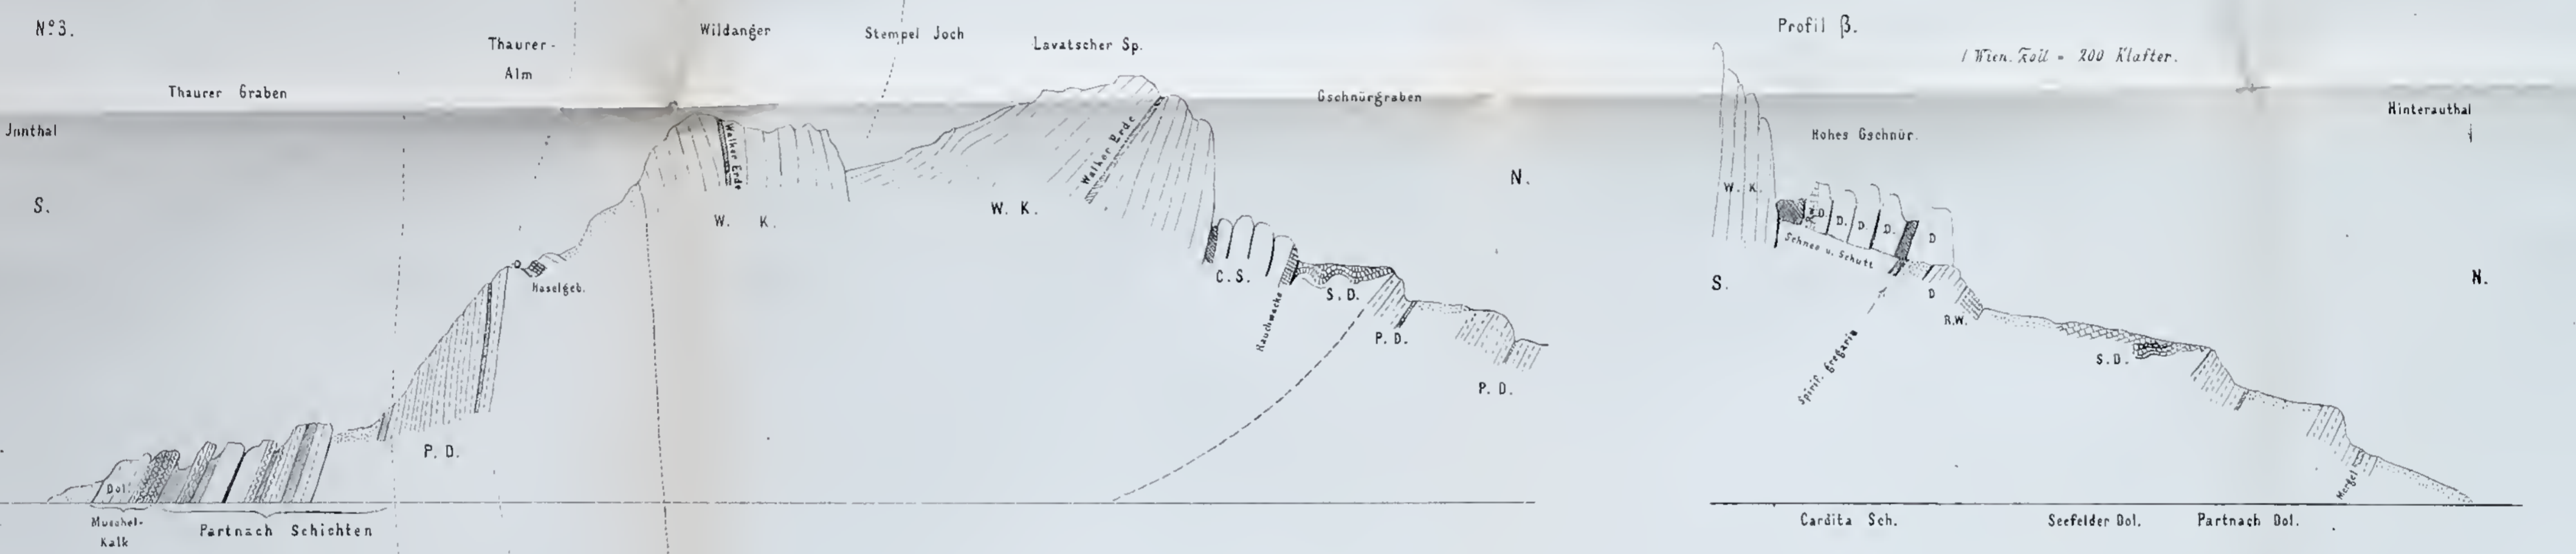 Nº3.
Thaurer-
Alm
Wildanger
Stempel Joch
Lavatscher Sp.
Thaurer Graben
Gschnürgraben
Jnnthal
S.
N.
Walker Erde
Walker Erde
W. K.
W. K.
Haselgeb.
C.S.
S.D.
Rauchwacke
P.D.
P.D.
P.D.
Dol.
Muschel-
Kalk
Partnach Schichten
Profil β.
1 Wien. Zoll = 200 Klafter.
Hinterauthal
Hohes Gschnür.
W. K.
R.W.
D.
D.
D.
D.
D
Schnee u. Schutt
S.
N.
D
R.W.
Spirif. Gregaria
S.D.
Mergel
Cardita Sch.
Seefelder Dol.
Partnach Dol.